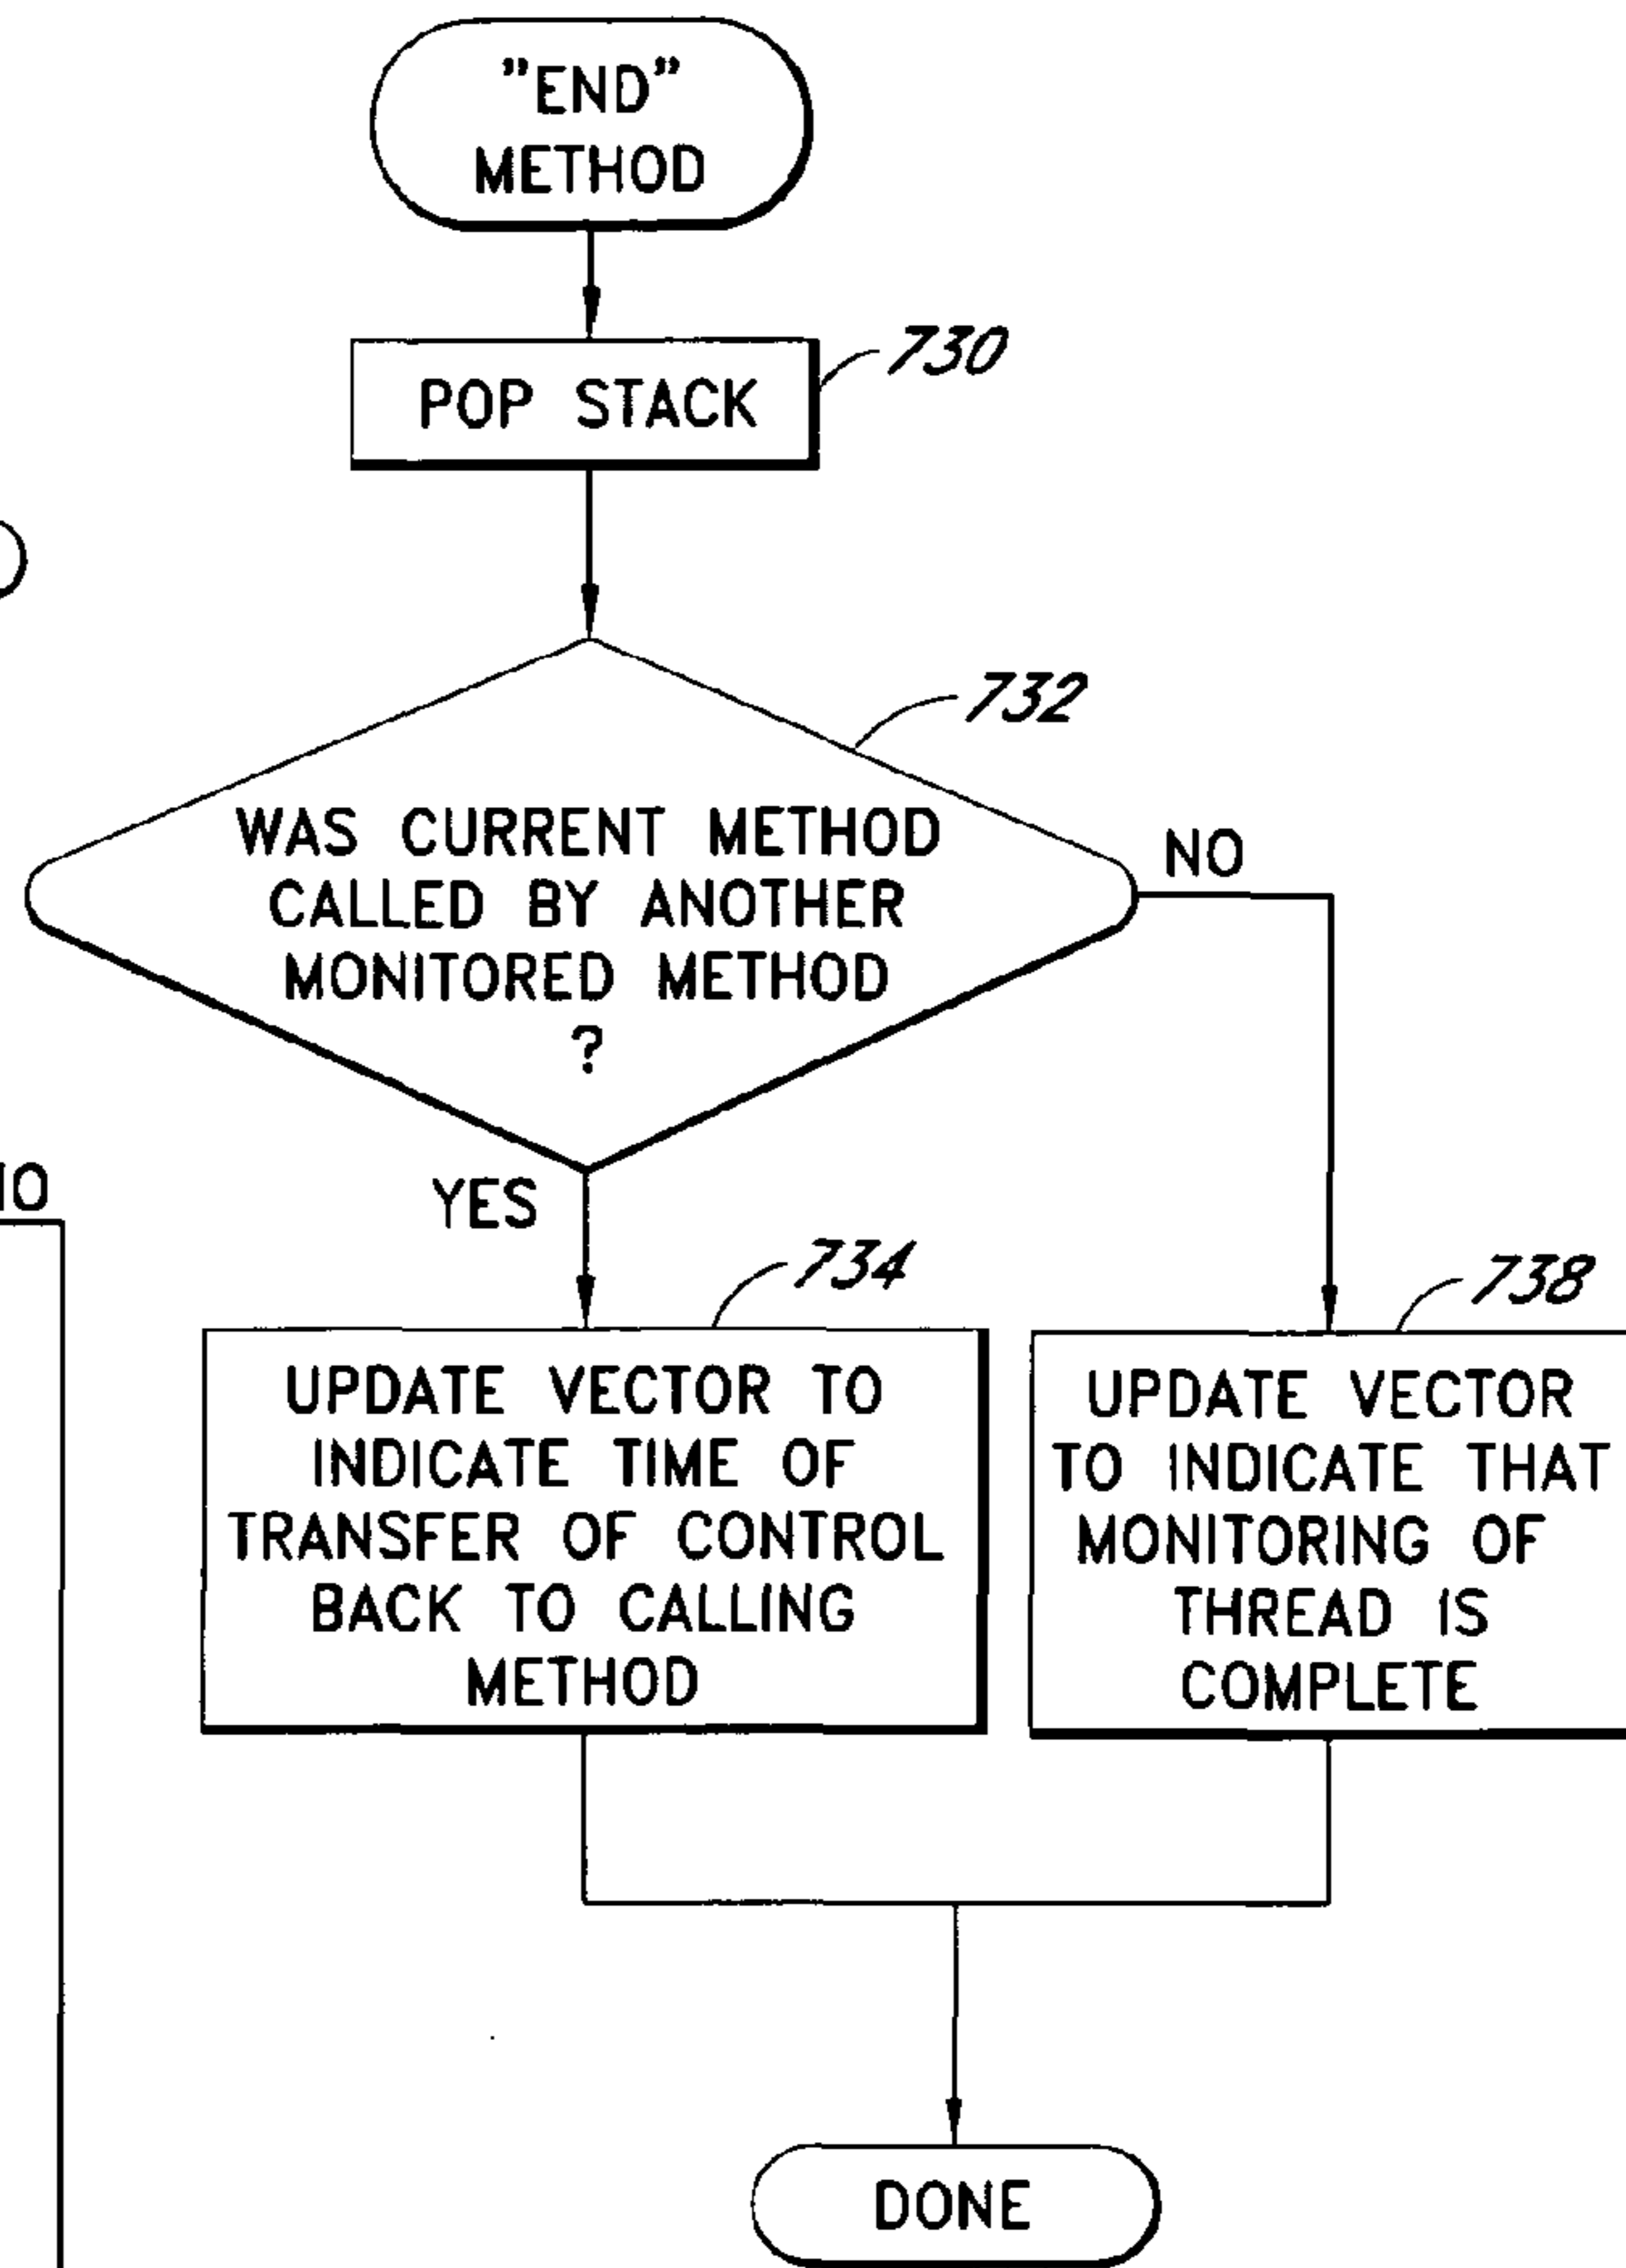 "END"
METHOD
730
POP STACK
732
WAS CURRENT METHOD
CALLED BY ANOTHER
MONITORED METHOD
?
NO
YES
734
738
UPDATE VECTOR TO
INDICATE TIME OF
TRANSFER OF CONTROL
BACK TO CALLING
METHOD
UPDATE VECTOR
TO INDICATE THAT
MONITORING OF
THREAD IS
COMPLETE
DONE